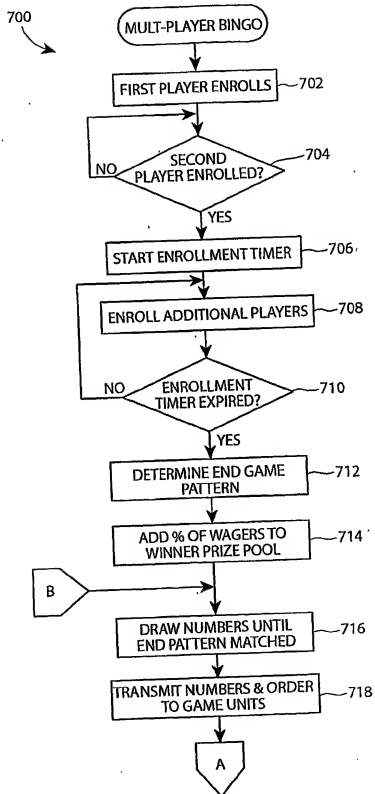 700
MULT-PLAYER BINGO
FIRST PLAYER ENROLLS
702
SECOND
PLAYER ENROLLED?
704
NO
YES
START ENROLLMENT TIMER
706
ENROLL ADDITIONAL PLAYERS
708
ENROLLMENT
TIMER EXPIRED?
710
NO
YES
DETERMINE END GAME
PATTERN
712
ADD % OF WAGERS TO
WINNER PRIZE POOL
714
B
DRAW NUMBERS UNTIL
END PATTERN MATCHED
716
TRANSMIT NUMBERS & ORDER
TO GAME UNITS
718
A